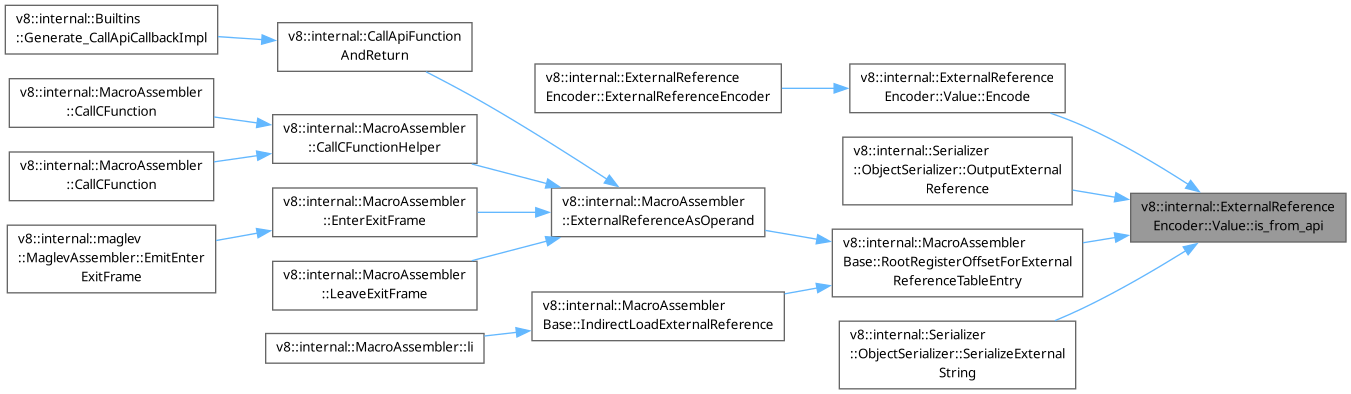 v8::internal::Builtins
::Generate_CallApiCallbackImpl
v8::internal::CallApiFunction
AndReturn
v8::internal::MacroAssembler
::CallCFunction
v8::internal::MacroAssembler
::CallCFunctionHelper
v8::internal::MacroAssembler
::CallCFunction
v8::internal::MacroAssembler
::EnterExitFrame
v8::internal::maglev
::MaglevAssembler::EmitEnter
ExitFrame
v8::internal::MacroAssembler
::LeaveExitFrame
v8::internal::MacroAssembler::li
v8::internal::ExternalReference
Encoder::ExternalReferenceEncoder
v8::internal::MacroAssembler
::ExternalReferenceAsOperand
v8::internal::MacroAssembler
Base::IndirectLoadExternalReference
v8::internal::ExternalReference
Encoder::Value::Encode
v8::internal::Serializer
::ObjectSerializer::OutputExternal
Reference
v8::internal::MacroAssembler
Base::RootRegisterOffsetForExternal
ReferenceTableEntry
v8::internal::Serializer
::ObjectSerializer::SerializeExternal
String
v8::internal::ExternalReference
Encoder::Value::is_from_api